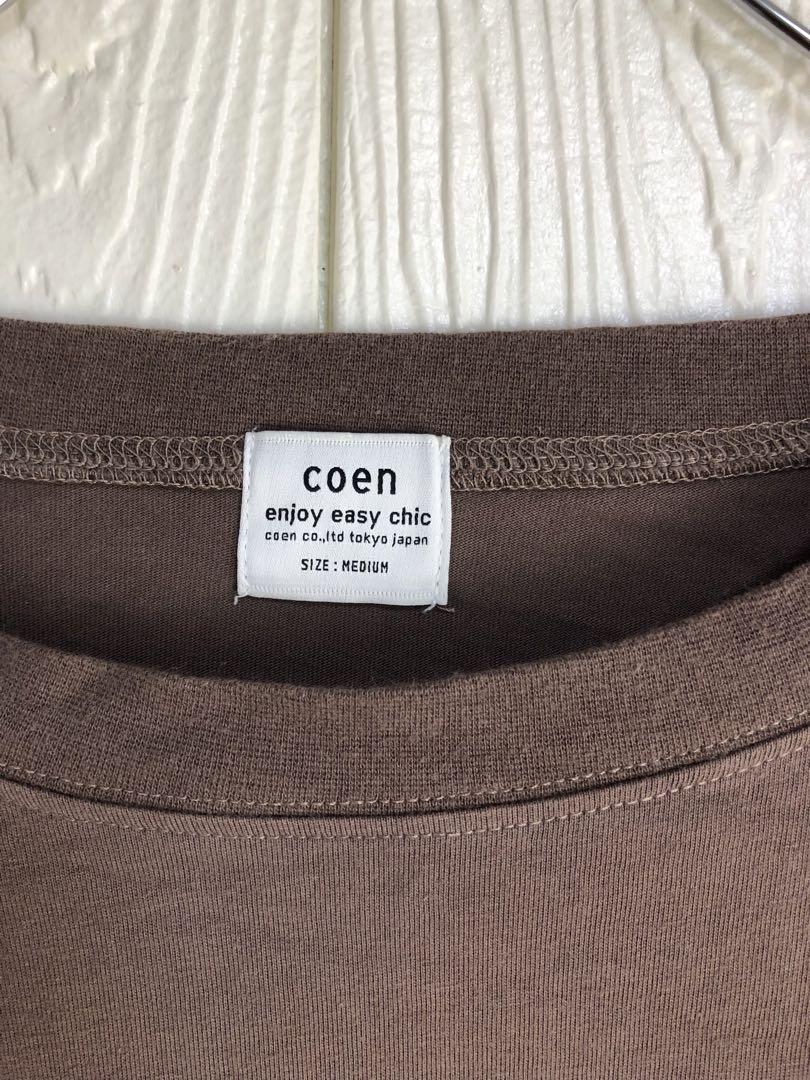 coen
enjoy easy chic
coen co.,ltd tokyo japan
SIZE : MEDIUM